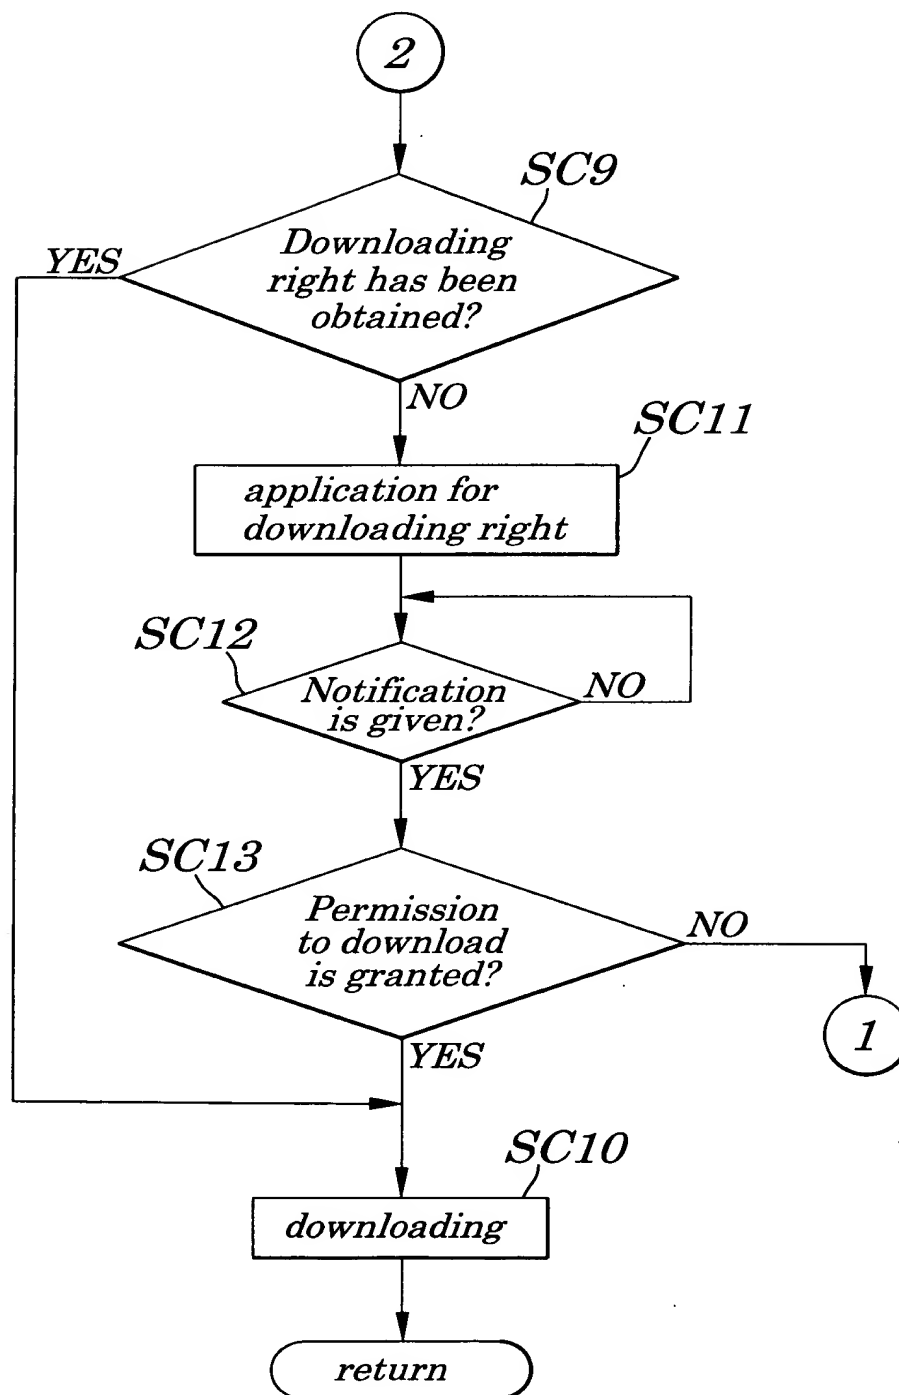 2
SC9
YES
Downloading
right has been
obtained?
NO
SC11
application for
downloading right
SC12
Notification
is given?
NO
YES
SC13
Permission
to download
is granted?
NO
1
YES
SC10
downloading
return